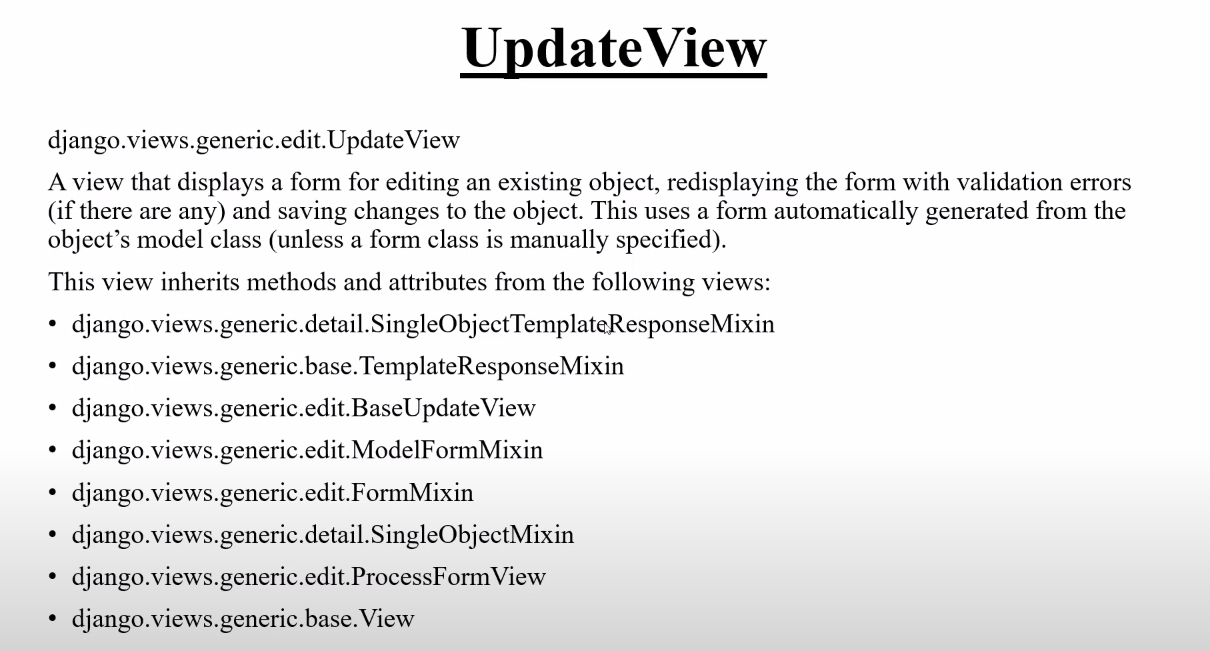 UpdateView
django.views.generic.edit.UpdateView
A view that displays a form for editing an existing object, redisplaying the form with validation errors
(if there are any) and saving changes to the object. This uses a form automatically generated from the
object’s model class (unless a form class is manually specified).
This view inherits methods and attributes from the following views:
• django.views.generic.detail.SingleObjectTemplateResponseMixin
• django.views.generic.base.TemplateResponseMixin
• django.views.generic.edit.BaseUpdateView
• django.views.generic.edit.ModelFormMixin
• django.views.generic.edit.FormMixin
• django.views.generic.detail.SingleObjectMixin
• django.views.generic.edit.ProcessFormView
• django.views.generic.base.View